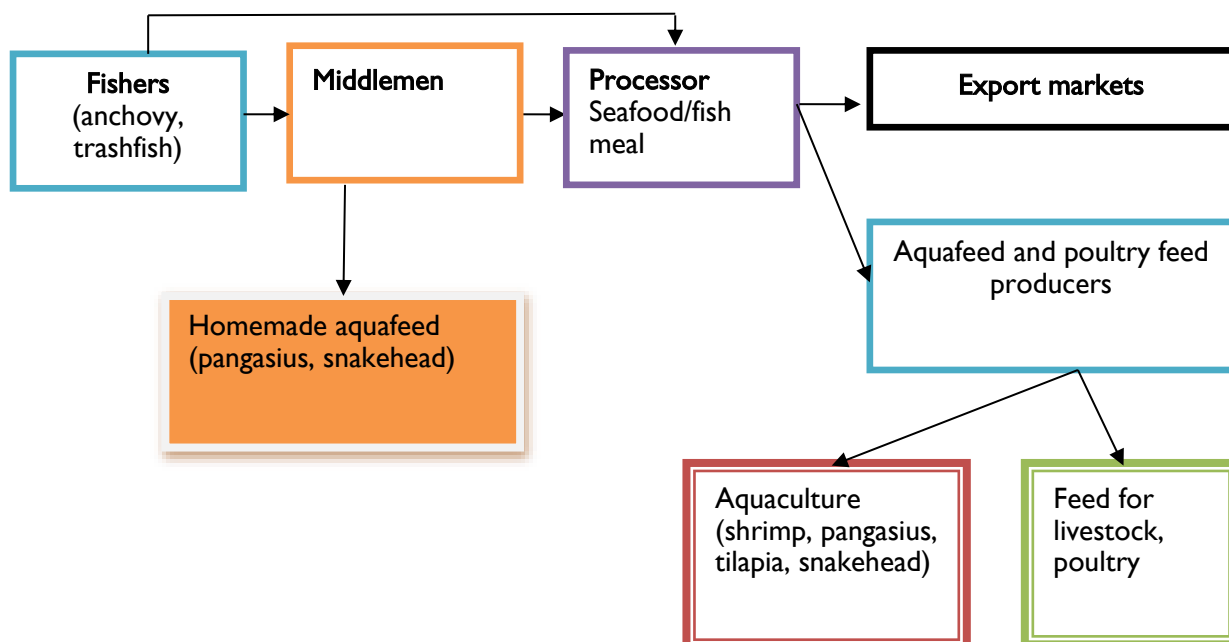 Fishers
(anchovy,
trashfish)
Middlemen
Processor
Seafood/fish
meal
Export markets
Aquafeed and poultry feed
producers
Homemade aquafeed
(pangasius, snakehead)
Aquaculture
(shrimp, pangasius,
tilapia, snakehead)
Feed for
livestock,
poultry